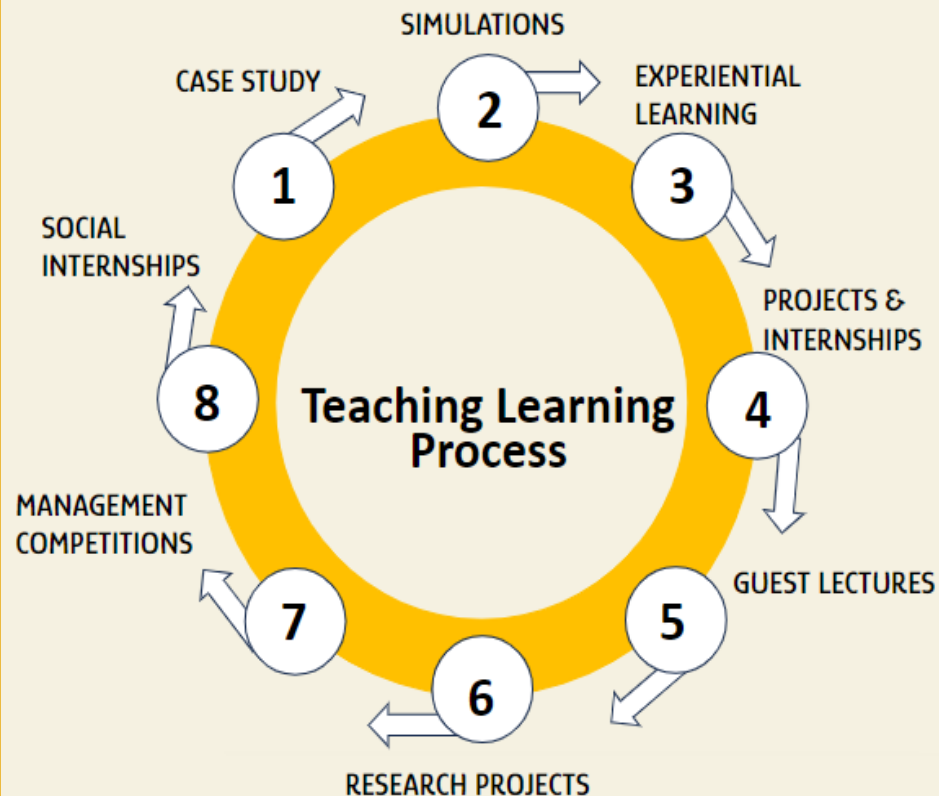 SIMULATIONS
CASE STUDY
2
EXPERIENTIAL
LEARNING
1
3
SOCIAL
INTERNSHIPS
PROJECTS &
INTERNSHIPS
8
4
Teaching Learning
Process
MANAGEMENT
COMPETITIONS
GUEST LECTURES
7
5
6
RESEARCH PROJECTS